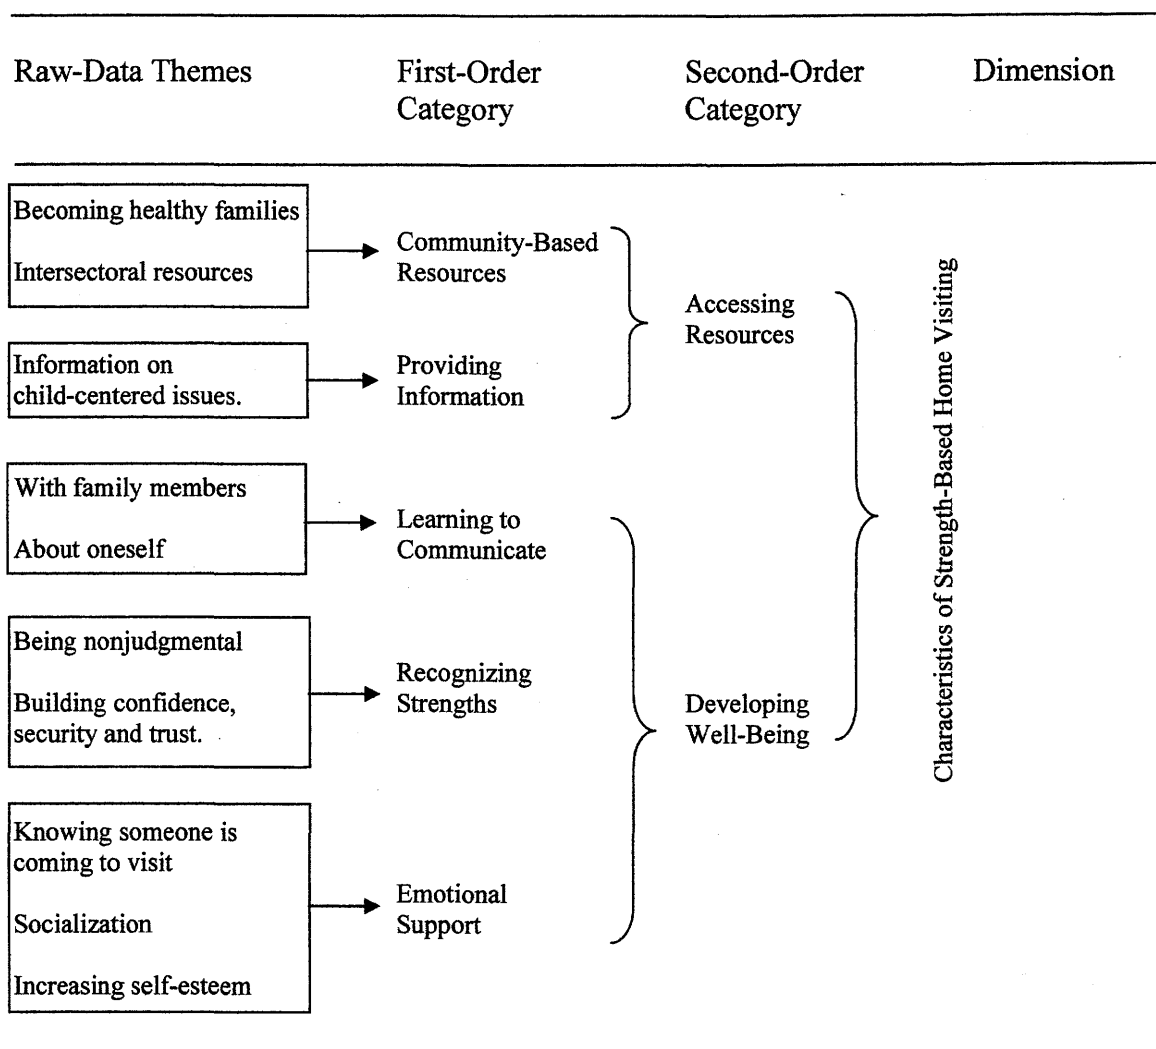 Raw-Data Themes
First-Order
Category
Second-Order
Category
Dimension
Becoming healthy families
Intersectoral resources
Community-Based
Resources
Information on
child-centered issues.
Providing
Information
Accessing
Resources
With family members
About oneself
Learning to
Communicate
Being nonjudgmental
Building confidence,
security and trust.
Recognizing
Strengths
Knowing someone is
coming to visit
Socialization
Increasing self-esteem
Emotional
Support
Developing
Well-Being
Characteristics of Strength-Based Home Visiting